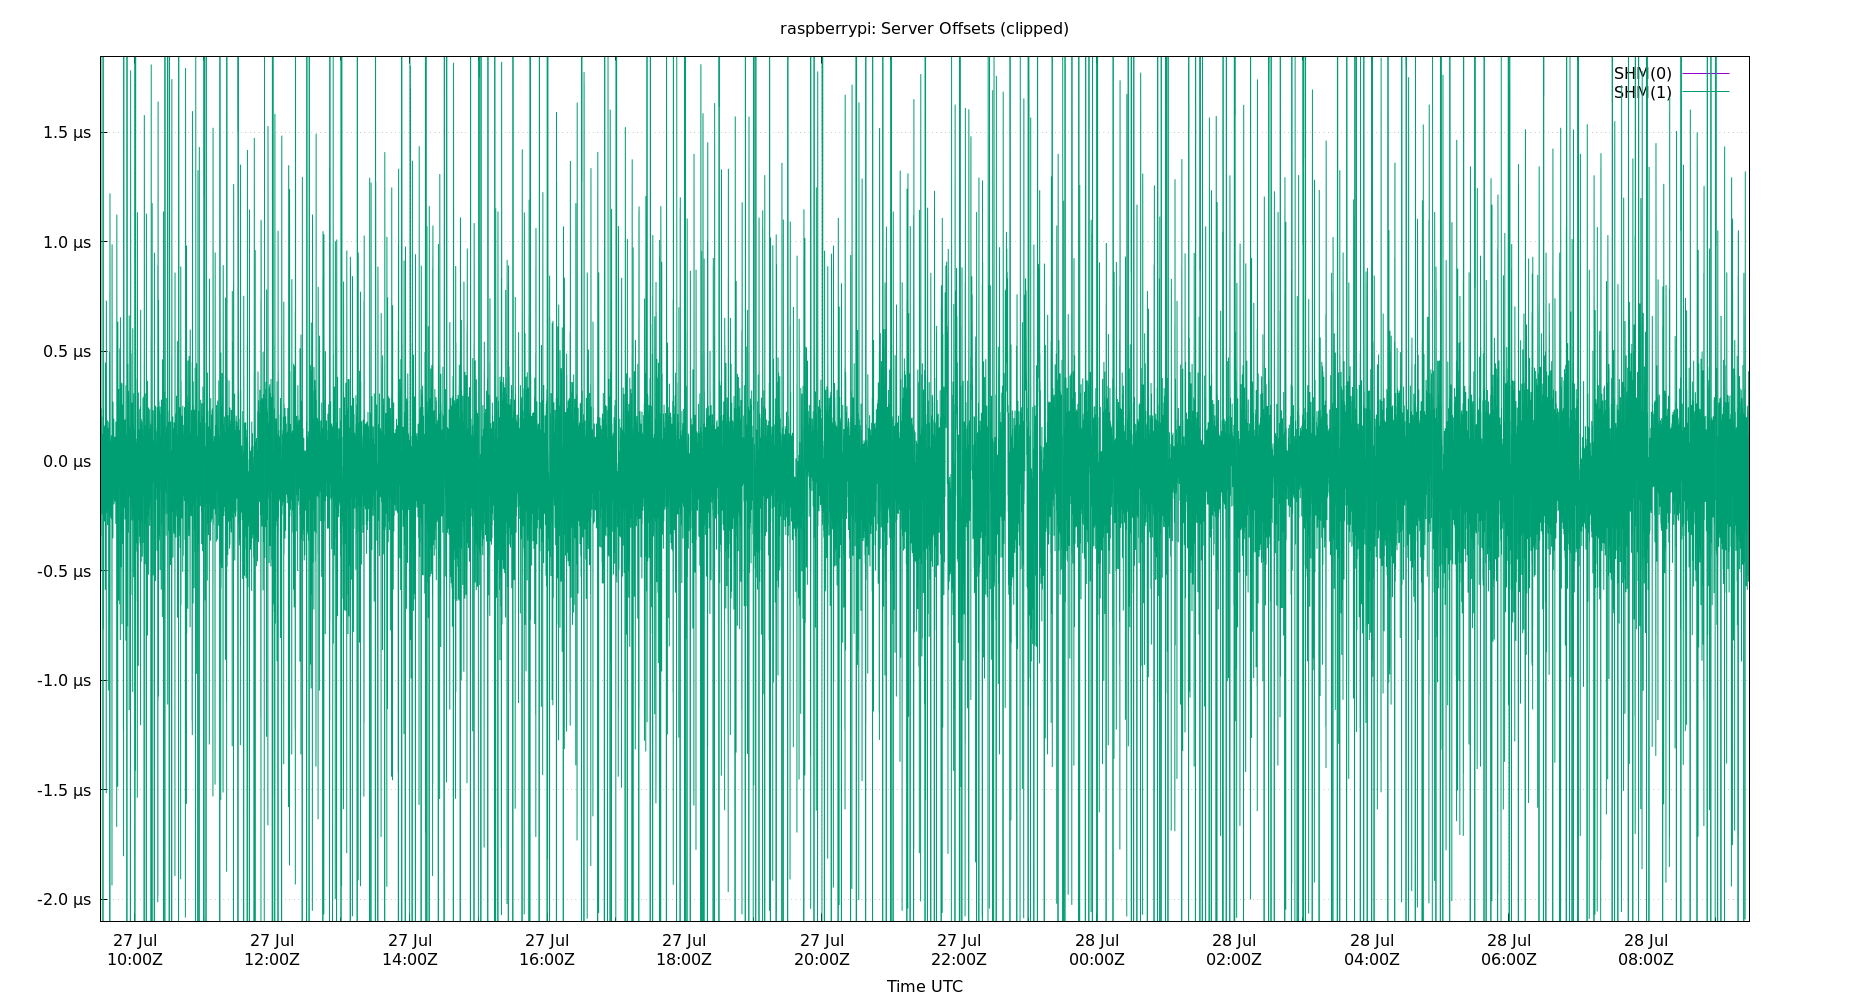 raspberrypi: Server Offsets (clipped)
SHM(0)
SHM(1)
1.5 µs
1.0 µs
0.5 µs
0.0 µs
-0.5 µs
-1.0 µs
-1.5 µs
-2.0 µs
27 Jul 27 Jul 27 Jul 27 Jul 27 Jul 27 Jul 27 Jul 28 Jul 28 Jul 28 Jul 28 Jul 28 Jul
10:00Z 12:00Z 14:00Z 16:00Z 18:00Z 20:00Z 22:00Z 00:00Z 02:00Z 04:00Z 06:00Z 08:00Z
Time UTC